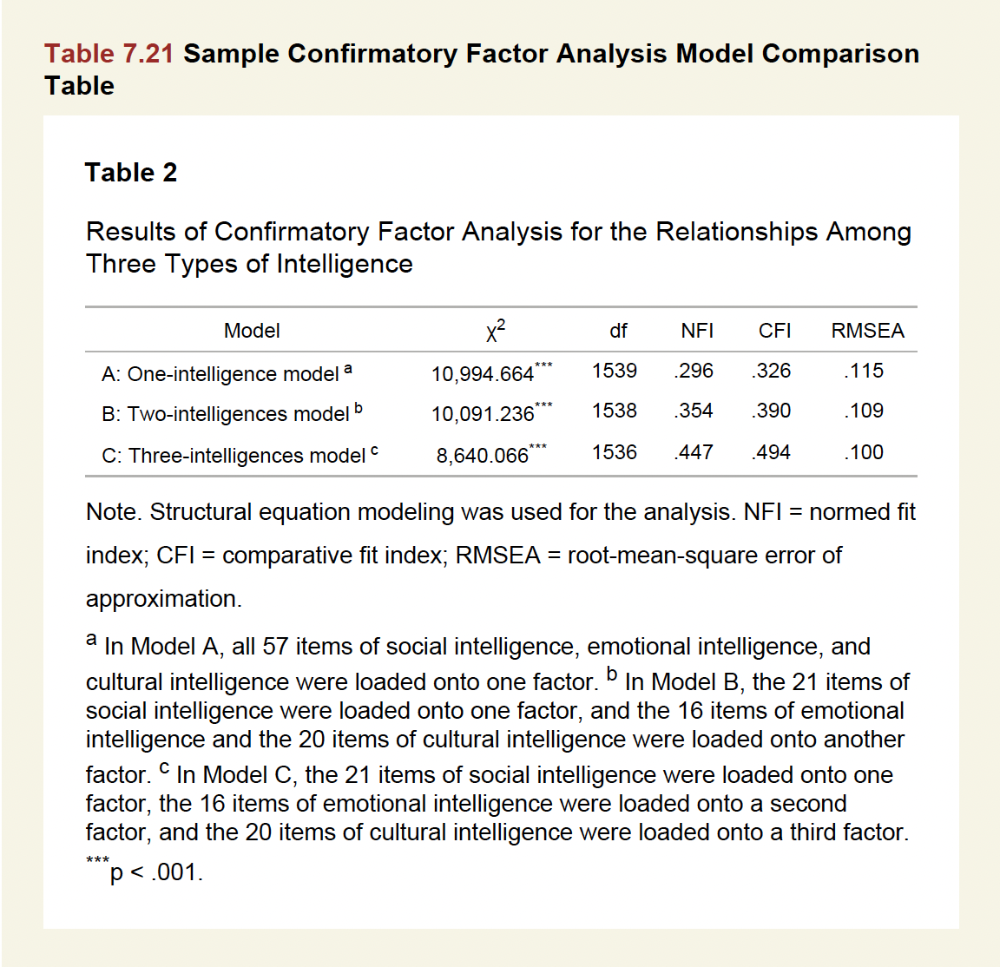 Table 7.21 Sample Confirmatory Factor Analysis Model Comparison
Table
Table 2
Results of Confirmatory Factor Analysis for the Relationships Among
Three Types of Intelligence
Model χ² df NFI CFI RMSEA
A: One-intelligence model ᵃ 10,994.664*** 1539 .296 .326 .115
B: Two-intelligences model ᵇ 10,091.236*** 1538 .354 .390 .109
C: Three-intelligences model ᶜ 8,640.066*** 1536 .447 .494 .100
Note. Structural equation modeling was used for the analysis. NFI = normed fit
index; CFI = comparative fit index; RMSEA = root-mean-square error of
approximation.
ᵃ In Model A, all 57 items of social intelligence, emotional intelligence, and
cultural intelligence were loaded onto one factor. ᵇ In Model B, the 21 items of
social intelligence were loaded onto one factor, and the 16 items of emotional
intelligence and the 20 items of cultural intelligence were loaded onto another
factor. ᶜ In Model C, the 21 items of social intelligence were loaded onto one
factor, the 16 items of emotional intelligence were loaded onto a second
factor, and the 20 items of cultural intelligence were loaded onto a third factor.
***p < .001.